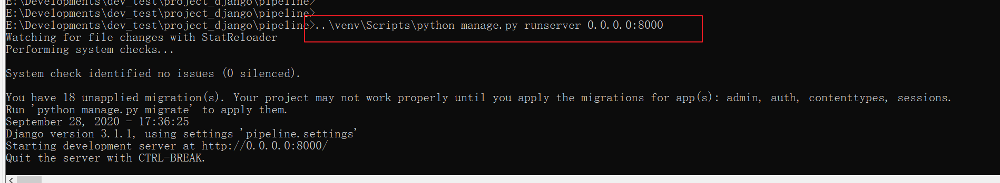 E:\Developments\dev_test\project_django\pipeline>
E:\Developments\dev_test\project_django\pipeline>
E:\Developments\dev_test\project_django\pipeline>..\venv\Scripts\python manage.py runserver 0.0.0.0:8000
Watching for file changes with StatReloader
Performing system checks...
System check identified no issues (0 silenced).
You have 18 unapplied migration(s). Your project may not work properly until you apply the migrations for app(s): admin, auth, contenttypes, sessions.
Run 'python manage.py migrate' to apply them.
September 28, 2020 - 17:36:25
Django version 3.1.1, using settings 'pipeline.settings'
Starting development server at http://0.0.0.0:8000/
Quit the server with CTRL-BREAK.